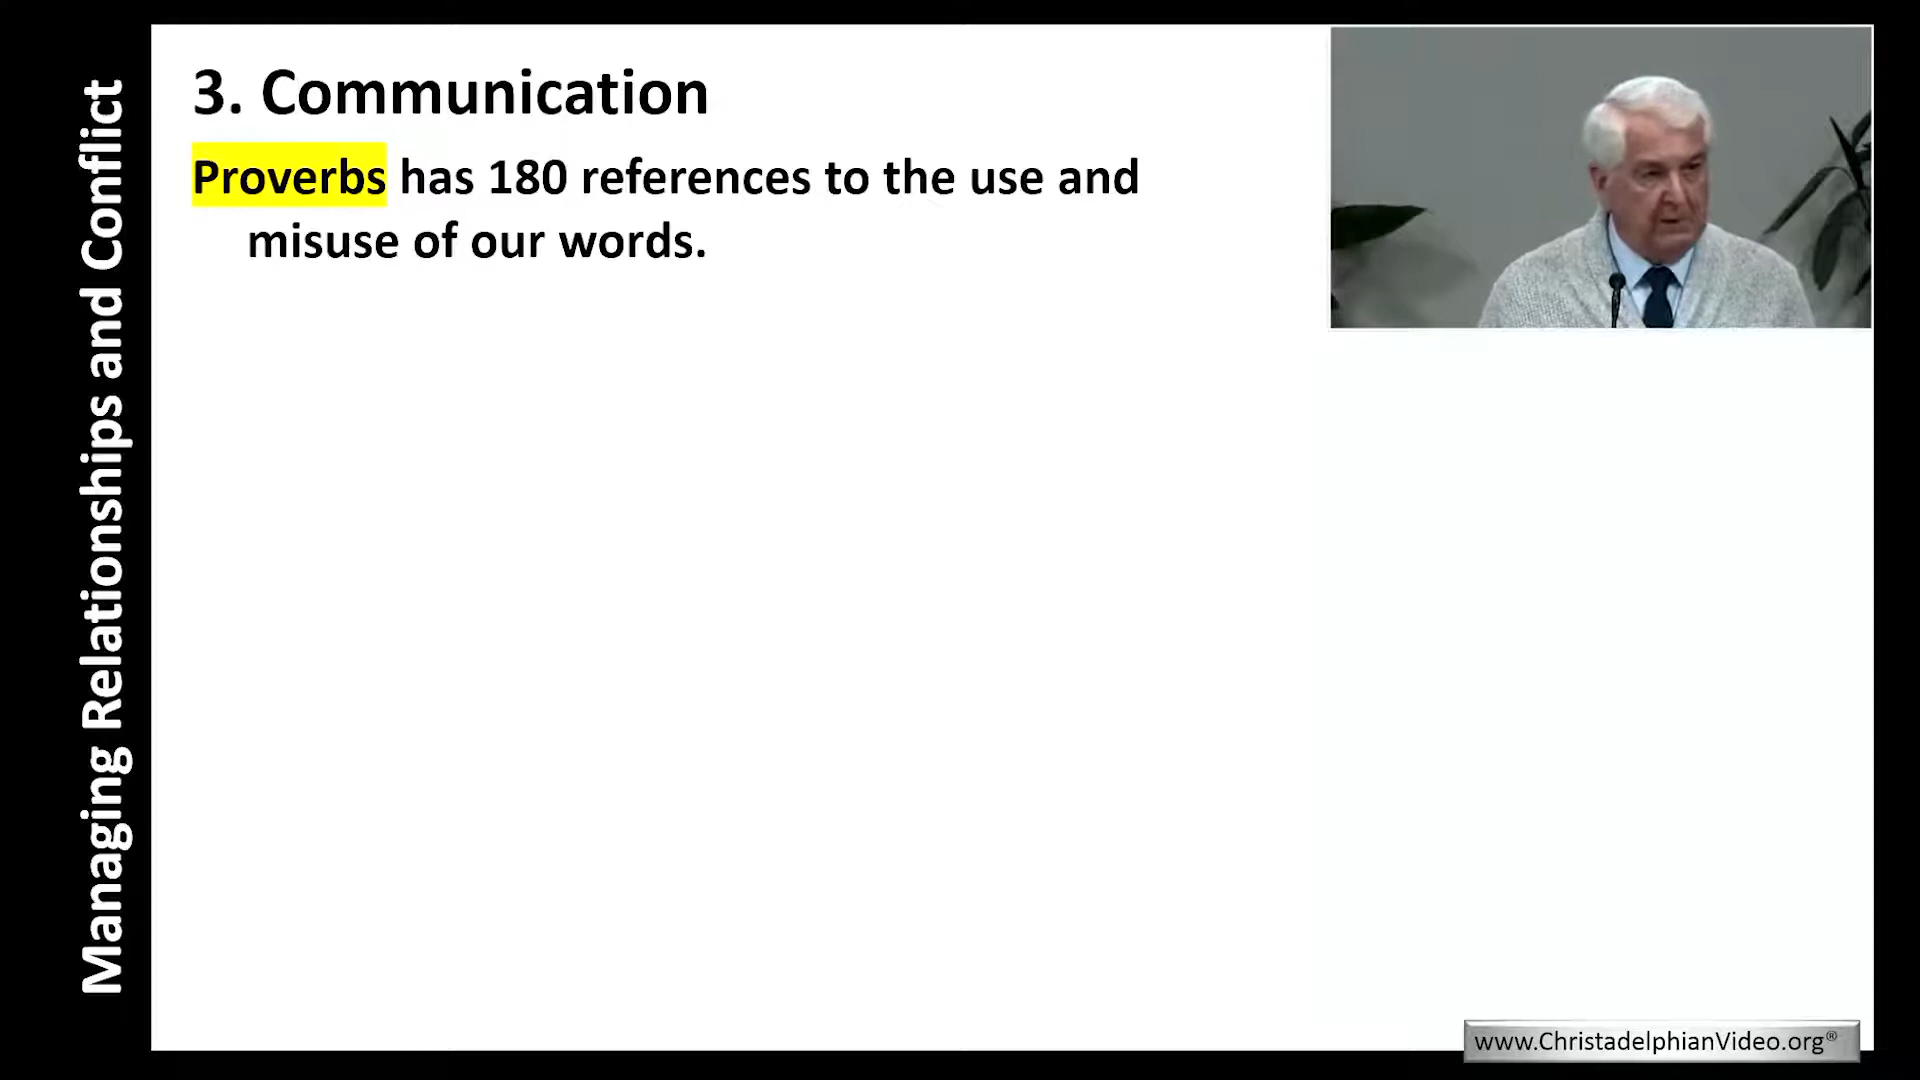 Managing Relationships and Conflict
3. Communication
Proverbs has 180 references to the use and
misuse of our words.
www.ChristadelphianVideo.org®